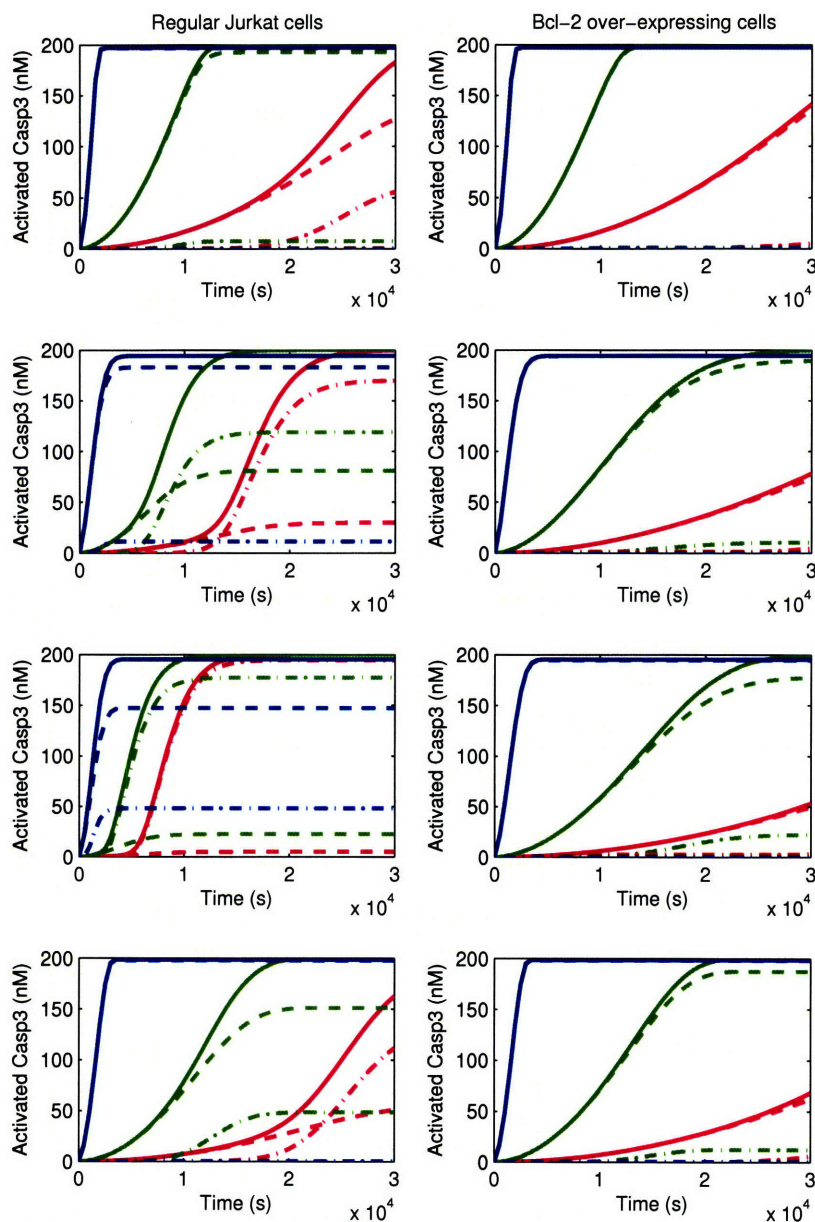 Regular Jurkat cells
Bcl−2 over−expressing cells
Activated Casp3 (nM)
200
150
100
50
0
0 1 2 3
Time (s)
x 10^4
Activated Casp3 (nM)
200
150
100
50
0
0 1 2 3
Time (s)
x 10^4
Activated Casp3 (nM)
200
150
100
50
0
0 1 2 3
Time (s)
x 10^4
Activated Casp3 (nM)
200
150
100
50
0
0 1 2 3
Time (s)
x 10^4
Activated Casp3 (nM)
200
150
100
50
0
0 1 2 3
Time (s)
x 10^4
Activated Casp3 (nM)
200
150
100
50
0
0 1 2 3
Time (s)
x 10^4
Activated Casp3 (nM)
200
150
100
50
0
0 1 2 3
Time (s)
x 10^4
Activated Casp3 (nM)
200
150
100
50
0
0 1 2 3
Time (s)
x 10^4